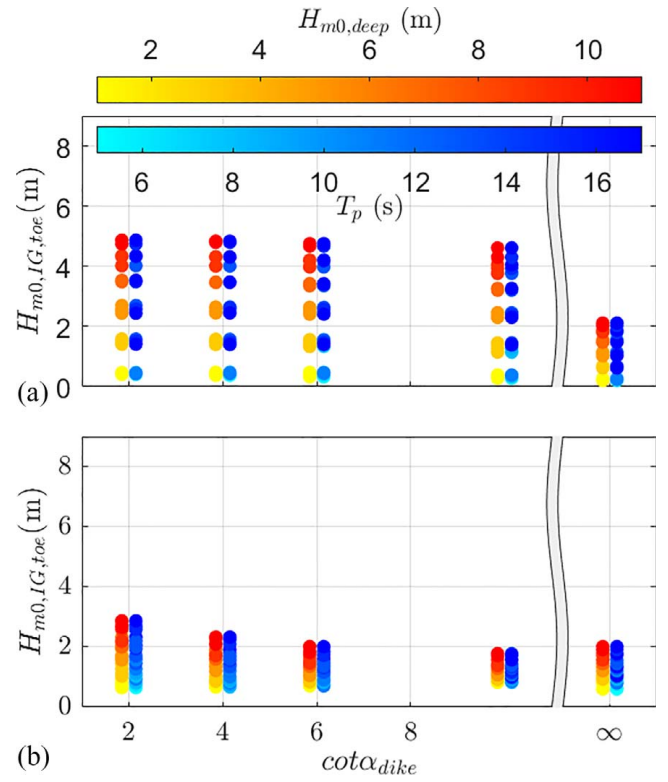 H_{m0,deep} (m)
2 4 6 8 10
6 8 10 12 14 16
T_p (s)
H_{m0,IG,toe}(m)
8
6
4
2
0
(a)
H_{m0,IG,toe}(m)
8
6
4
2
0
(b)
2 4 6 8 ∞
cotα_{dike}